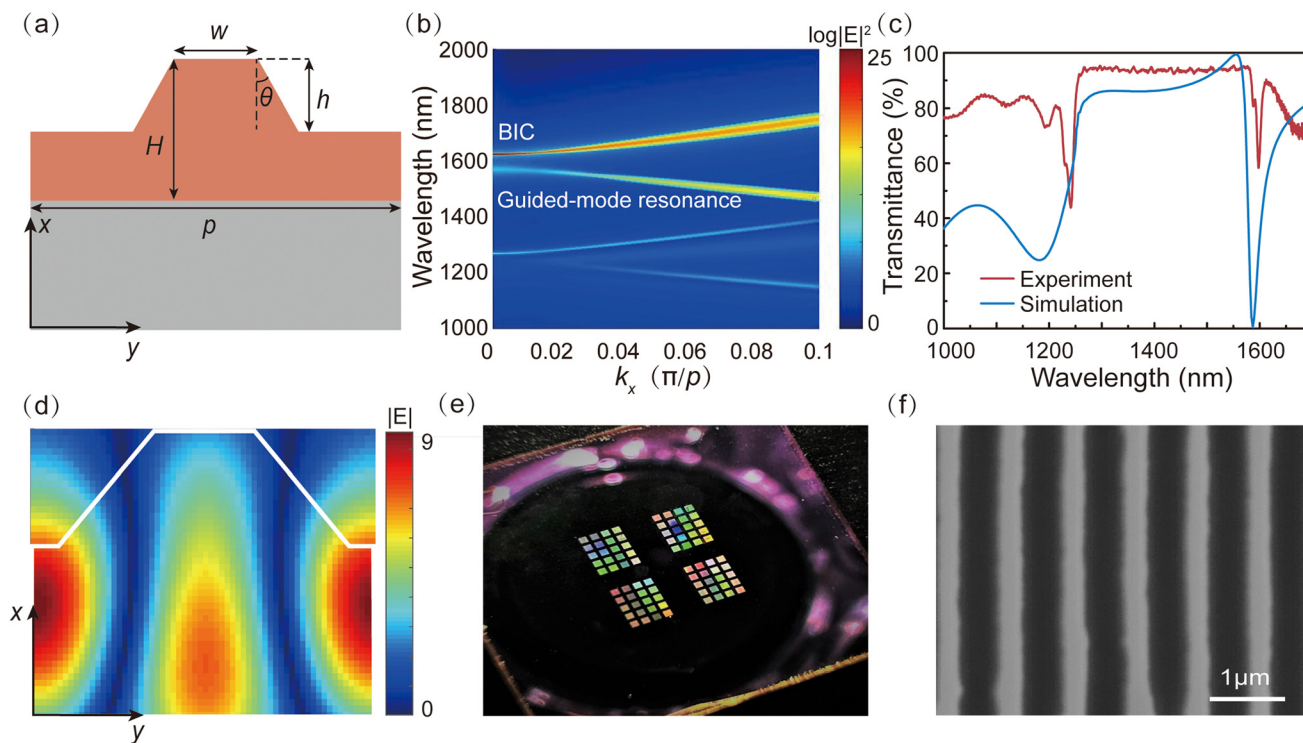 (a)
w
θ
h
H
p
x
y
(b)
log|E|²
2000
1800
1600
1400
1200
1000
Wavelength (nm)
BIC
Guided-mode resonance
25
0
0
0.02
0.04
0.06
0.08
0.1
kₓ (π/p)
(c)
100
80
60
40
20
0
Transmittance (%)
Experiment
Simulation
1000
1200
1400
1600
Wavelength (nm)
(d)
|E|
9
0
x
y
(e)
(f)
1μm